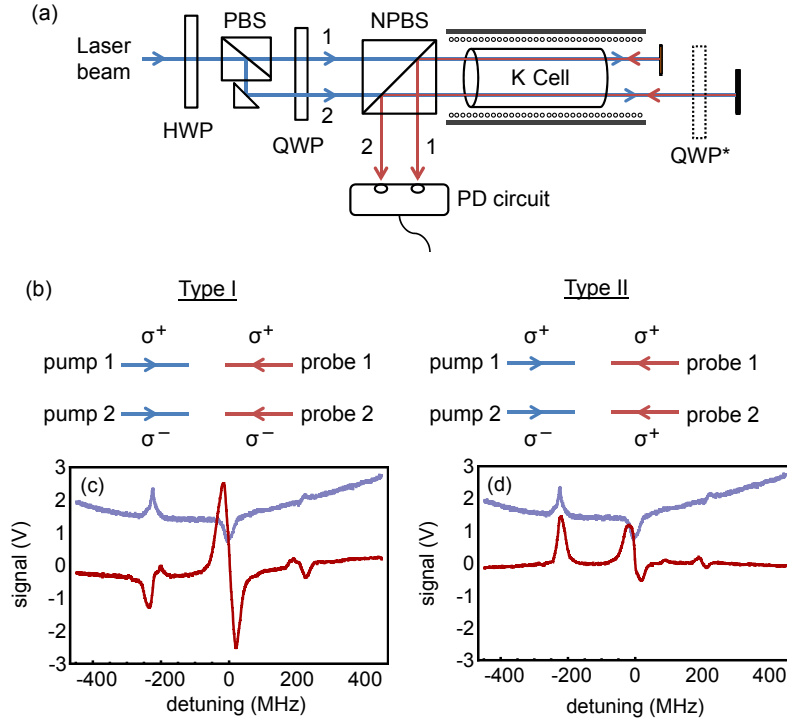 (a)
PBS
NPBS
Laser
beam
1
2
K Cell
HWP
QWP
2
1
QWP*
PD circuit
(b)
Type I
Type II
σ+ σ+
pump 1 probe 1
pump 2 probe 2
σ− σ−
σ+ σ+
pump 1 probe 1
pump 2 probe 2
σ− σ+
(c)
3
2
1
0
-1
-2
-3
signal (V)
-400 -200 0 200 400
detuning (MHz)
(d)
3
2
1
0
-1
-2
-3
signal (V)
-400 -200 0 200 400
detuning (MHz)